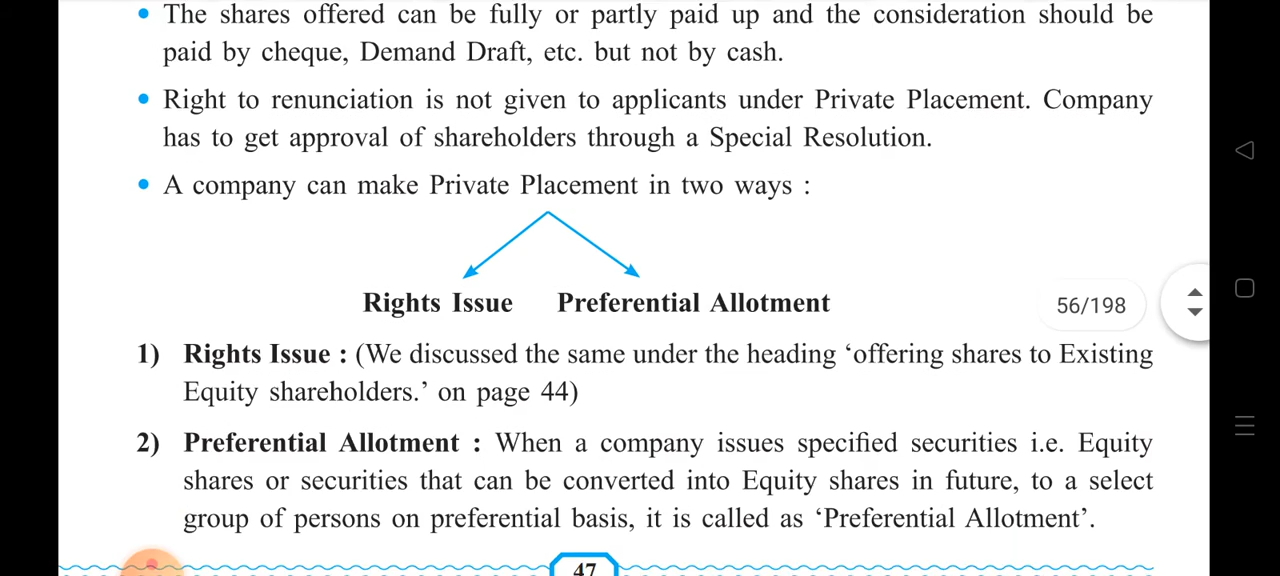 • The shares offered can be fully or partly paid up and the consideration should be
paid by cheque, Demand Draft, etc. but not by cash.
• Right to renunciation is not given to applicants under Private Placement. Company
has to get approval of shareholders through a Special Resolution.
• A company can make Private Placement in two ways :
Rights Issue Preferential Allotment
56/198
1) Rights Issue : (We discussed the same under the heading ‘offering shares to Existing
Equity shareholders.’ on page 44)
2) Preferential Allotment : When a company issues specified securities i.e. Equity
shares or securities that can be converted into Equity shares in future, to a select
group of persons on preferential basis, it is called as ‘Preferential Allotment’.
47